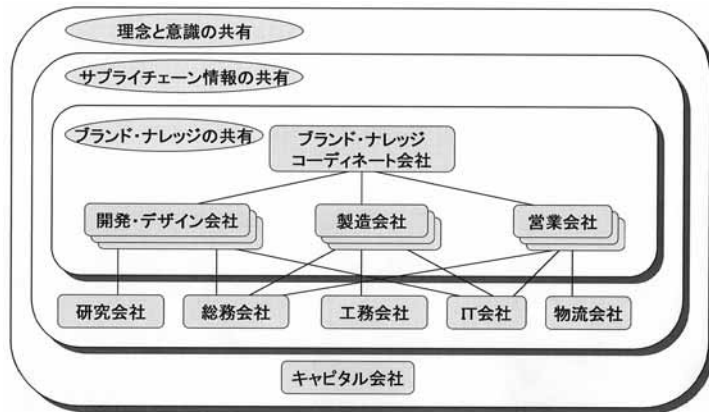 理念と意識の共有
サプライチェーン情報の共有
ブランド・ナレッジの共有
ブランド・ナレッジ
コーディネート会社
開発・デザイン会社
製造会社
営業会社
研究会社
総務会社
工務会社
IT会社
物流会社
キャピタル会社